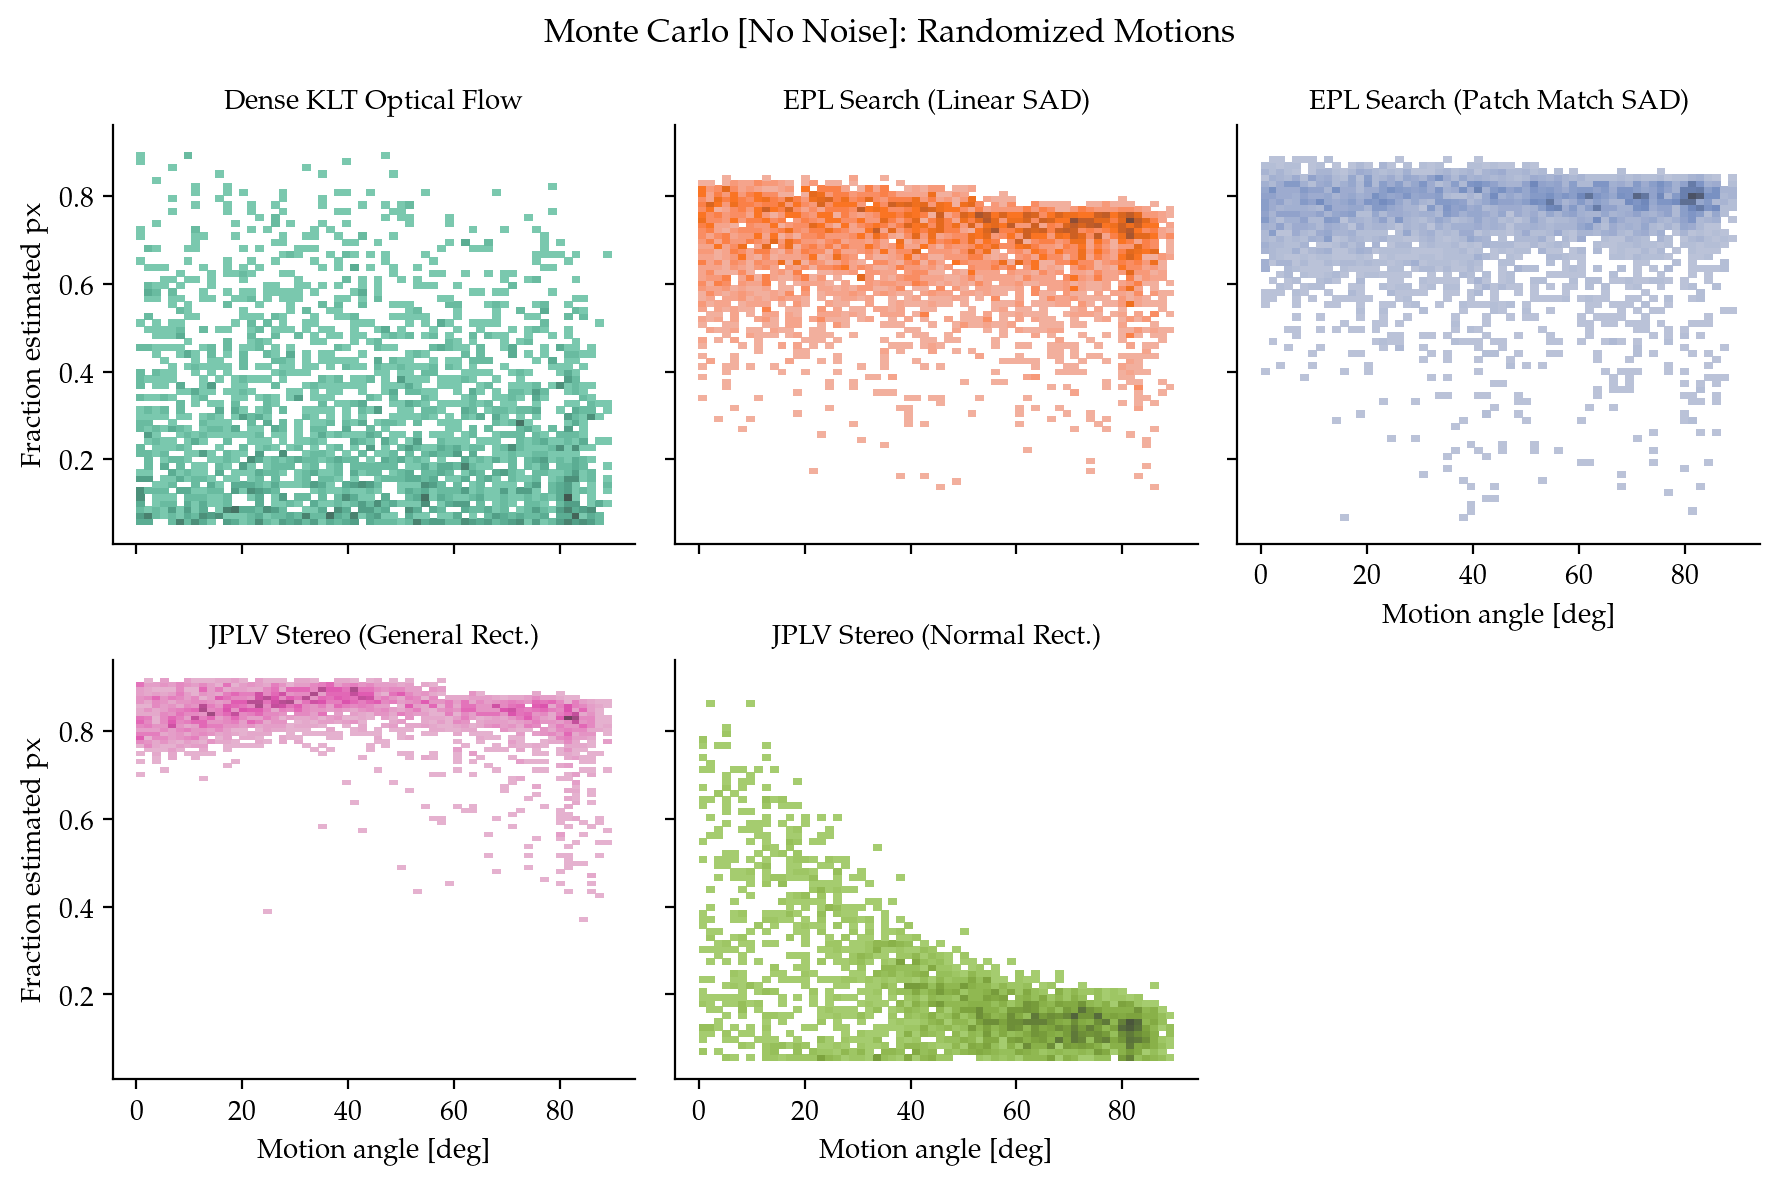 Monte Carlo [No Noise]: Randomized Motions
Dense KLT Optical Flow
EPL Search (Linear SAD)
EPL Search (Patch Match SAD)
Fraction estimated px
0.8
0.6
0.4
0.2
0 20 40 60 80
Motion angle [deg]
JPLV Stereo (General Rect.)
JPLV Stereo (Normal Rect.)
Fraction estimated px
0.8
0.6
0.4
0.2
0 20 40 60 80
Motion angle [deg]
0 20 40 60 80
Motion angle [deg]